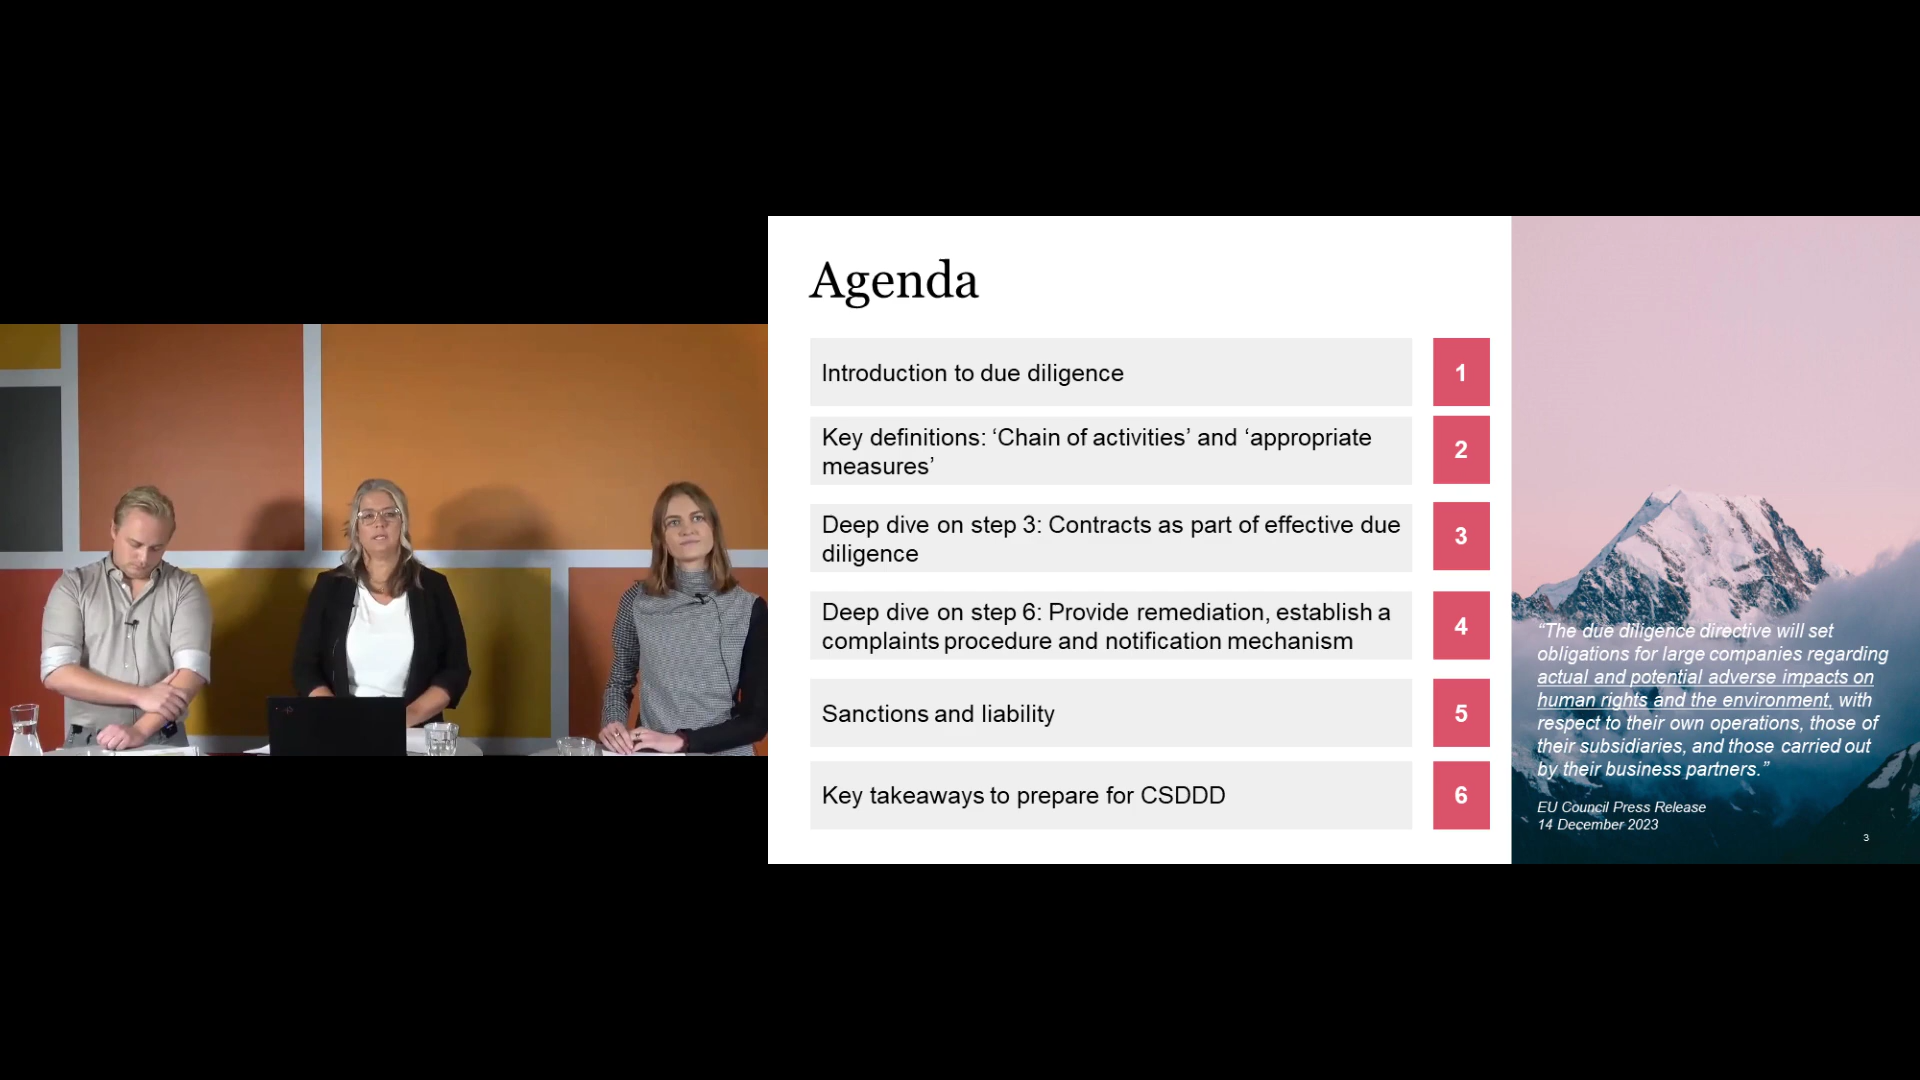 Agenda
Introduction to due diligence
1
Key definitions: ‘Chain of activities’ and ‘appropriate
measures’
2
Deep dive on step 3: Contracts as part of effective due
diligence
3
Deep dive on step 6: Provide remediation, establish a
complaints procedure and notification mechanism
4
Sanctions and liability
5
Key takeaways to prepare for CSDDD
6
“The due diligence directive will set
obligations for large companies regarding
actual and potential adverse impacts on
human rights and the environment, with
respect to their own operations, those of
their subsidiaries, and those carried out
by their business partners.”
EU Council Press Release
14 December 2023
3